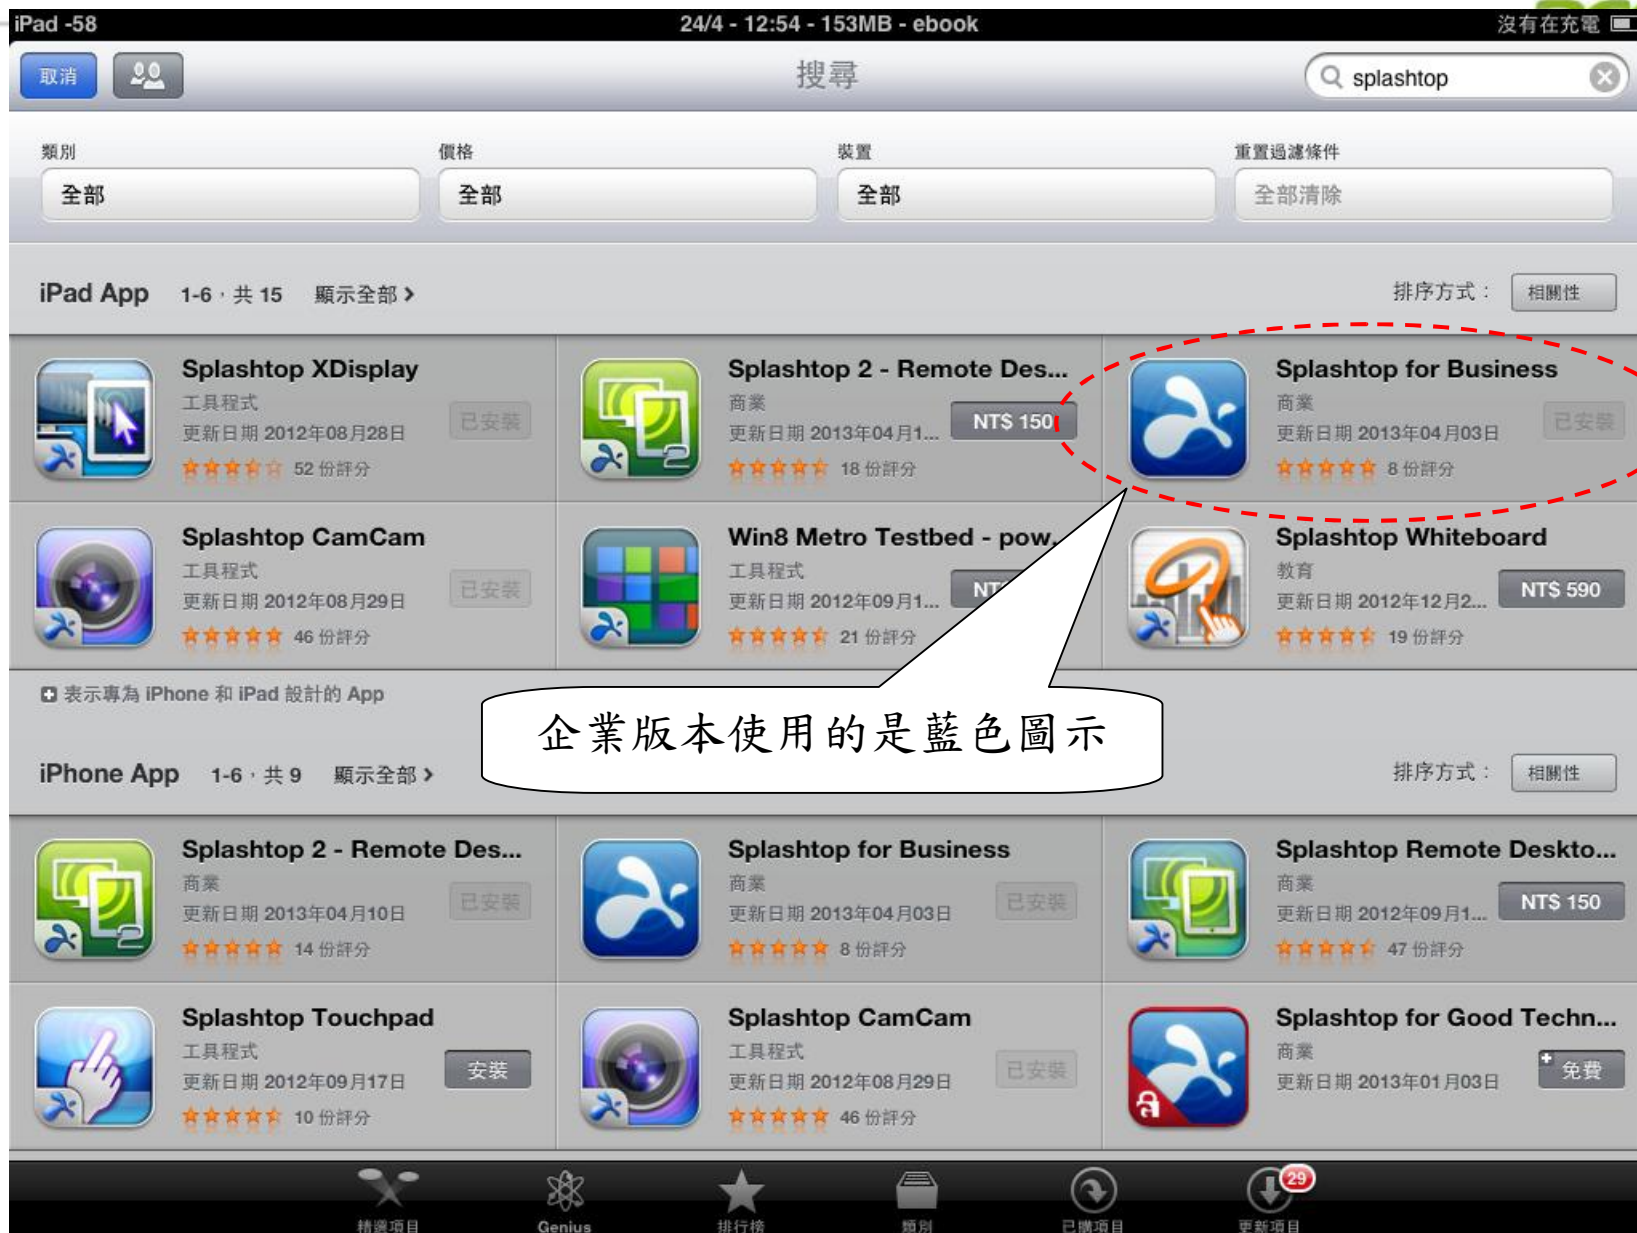 iPad -58
24/4 - 12:54 - 153MB - ebook
沒有在充電
取消
搜尋
splashtop
類別
價格
裝置
重置過濾條件
全部
全部
全部
全部清除
iPad App 1-6，共 15 顯示全部
排序方式：
相關性
Splashtop XDisplay
工具程式
更新日期 2012年08月28日
52 份評分
已安裝
Splashtop 2 - Remote Des...
商業
更新日期 2013年04月1...
18 份評分
NT$ 150
Splashtop for Business
商業
更新日期 2013年04月03日
8 份評分
已安裝
Splashtop CamCam
工具程式
更新日期 2012年08月29日
46 份評分
已安裝
Win8 Metro Testbed - pow
工具程式
更新日期 2012年09月1...
21 份評分
Splashtop Whiteboard
教育
更新日期 2012年12月2...
19 份評分
NT$ 590
表示專為 iPhone 和 iPad 設計的 App
企業版本使用的是藍色圖示
iPhone App 1-6，共 9 顯示全部
排序方式：
相關性
Splashtop 2 - Remote Des...
商業
更新日期 2013年04月10日
14 份評分
已安裝
Splashtop for Business
商業
更新日期 2013年04月03日
8 份評分
已安裝
Splashtop Remote Deskto...
商業
更新日期 2012年09月1...
47 份評分
NT$ 150
Splashtop Touchpad
工具程式
更新日期 2012年09月17日
10 份評分
安裝
Splashtop CamCam
工具程式
更新日期 2012年08月29日
46 份評分
已安裝
Splashtop for Good Techn...
商業
更新日期 2013年01月03日
免費
29
精選項目
Genius
排行榜
類別
已購項目
更新項目